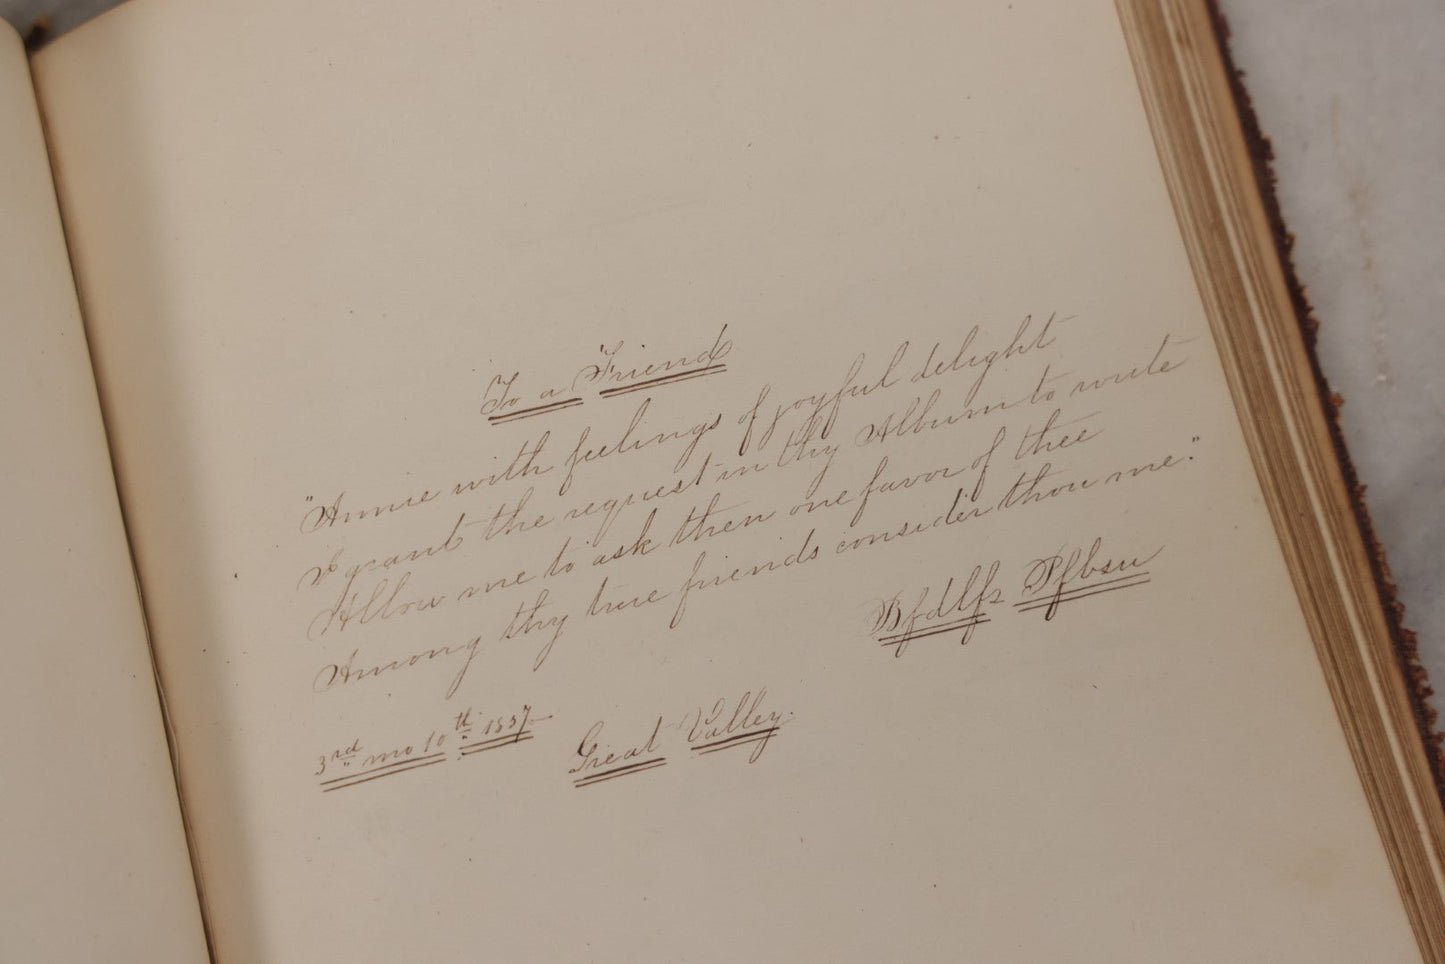 To a Friend
"Annie with feelings of joyful delight
I grant the request in thy Album to write
Allow me to ask then one favor of thee
Among thy true friends consider thou me."
Bfdlfs Pfbsu
3rd mo 10th 1857
Great Valley.